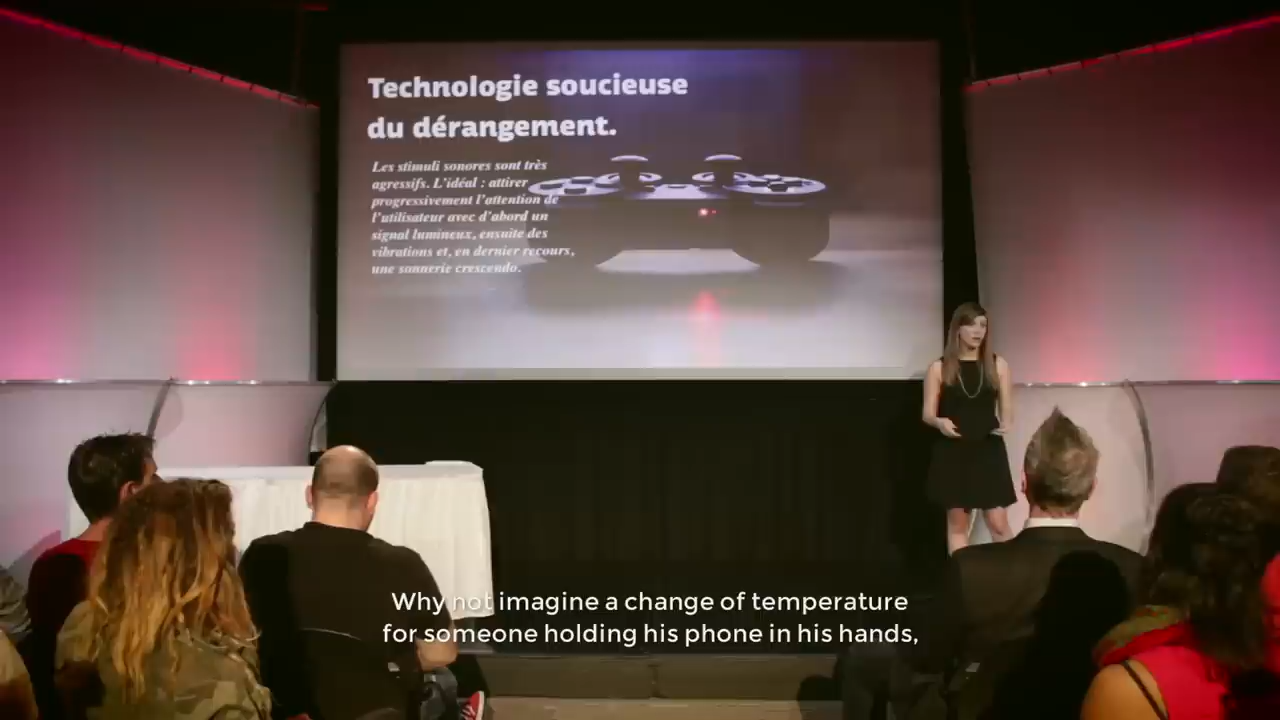 Technologie soucieuse
du dérangement.
Les stimuli sonores sont très
agressifs. L'idéal : attirer
progressivement l'attention de
l'utilisateur avec d'abord un
signal lumineux, ensuite des
vibrations et, en dernier recours,
une sonnerie crescendo.
Why not imagine a change of temperature
for someone holding his phone in his hands,